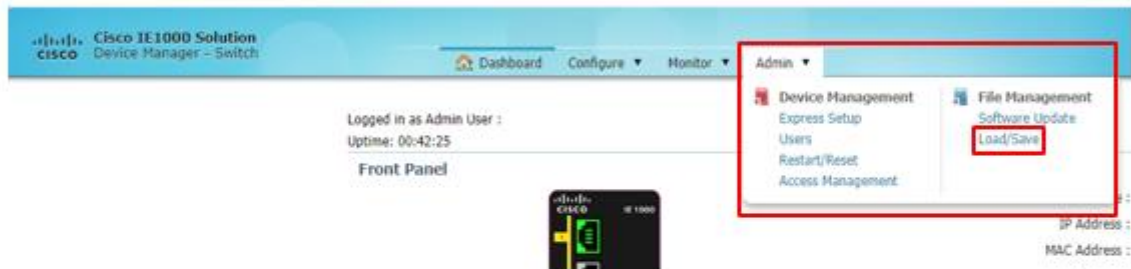 Cisco IE1000 Solution
CISCO Device Manager - Switch
Dashboard Configure ▼ Monitor ▼ Admin ▼
Device Management File Management
Express Setup Software Update
Users Load/Save
Restart/Reset
Access Management
Logged in as Admin User :
Uptime: 00:42:25
Front Panel
CISCO IE 1000
IP Address :
MAC Address :